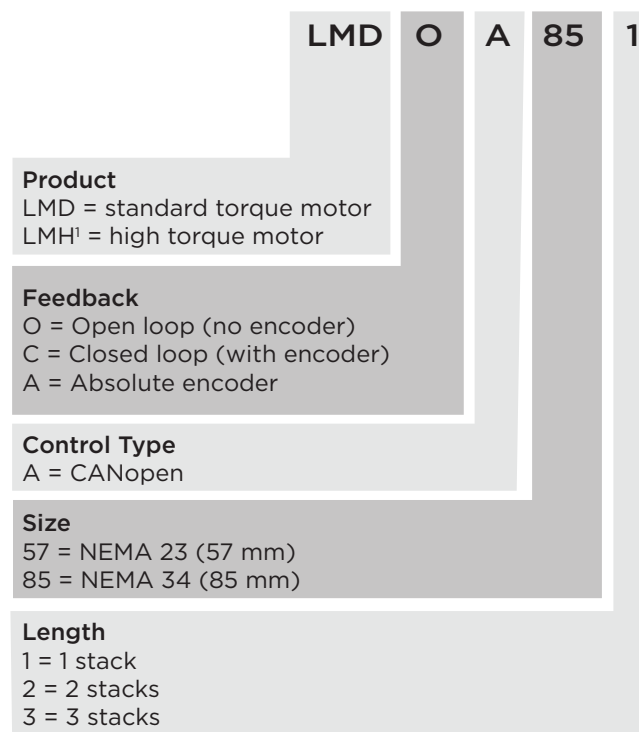 LMD O A 85 1
Product
LMD = standard torque motor
LMH¹ = high torque motor
Feedback
O = Open loop (no encoder)
C = Closed loop (with encoder)
A = Absolute encoder
Control Type
A = CANopen
Size
57 = NEMA 23 (57 mm)
85 = NEMA 34 (85 mm)
Length
1 = 1 stack
2 = 2 stacks
3 = 3 stacks